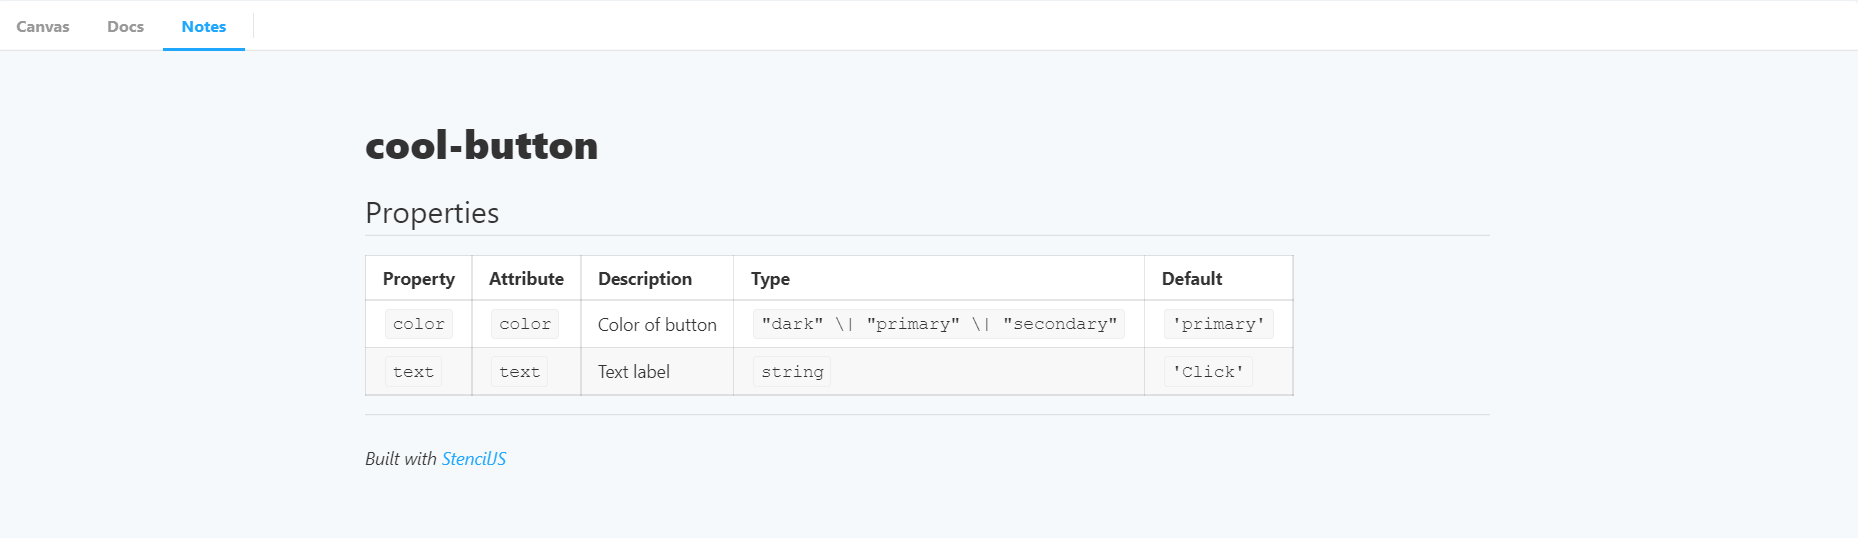 Canvas Docs Notes
cool-button
Properties
Property Attribute Description Type Default
color color Color of button "dark" \| "primary" \| "secondary" 'primary'
text text Text label string 'Click'
Built with StencilJS